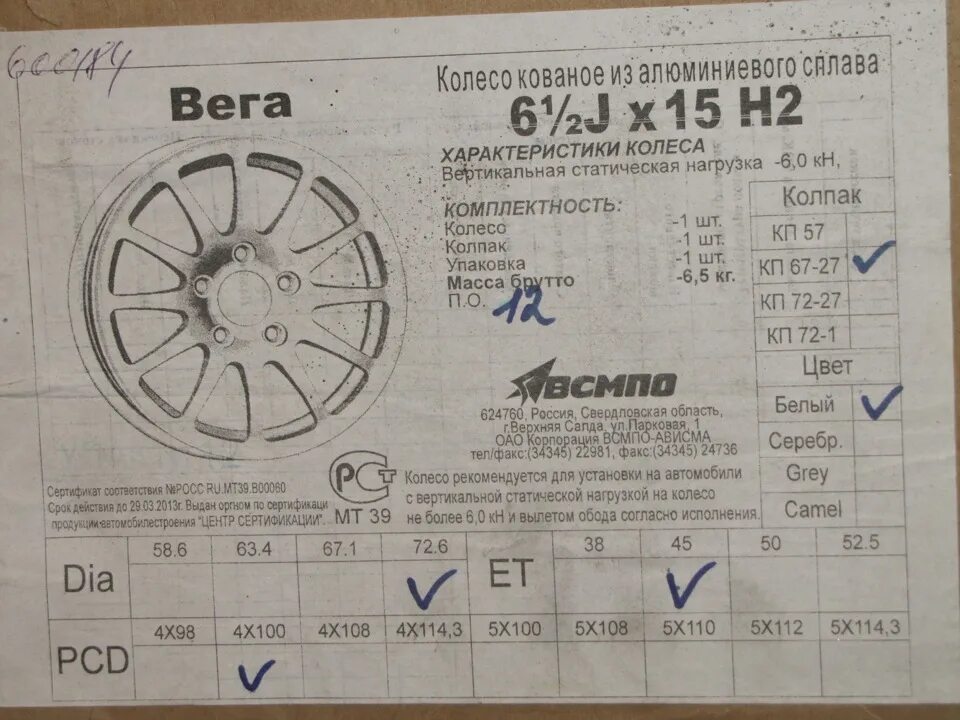 600184
Вега
Колесо кованое из алюминиевого сплава
6½J x 15 H2
ХАРАКТЕРИСТИКИ КОЛЕСА
Вертикальная статическая нагрузка -6,0 кН,
КОМПЛЕКТНОСТЬ:
Колесо -1 шт.
Колпак -1 шт.
Упаковка -1 шт.
Масса брутто -6,5 кг.
П.О. 12
Колпак
КП 57
КП 67-27
КП 72-27
КП 72-1
Цвет
Белый
Серебр.
Grey
Camel
ВСМПО
624760, Россия, Свердловская область,
г.Верхняя Салда, ул.Парковая, 1
ОАО Корпорация ВСМПО-АВИСМА
тел/факс:(34345) 22981, факс:(34345) 24736
Сертификат соответствия №РОСС RU.МТ39.В00060
Срок действия до 29.03.2013г. Выдан оргном по сертификаци
продукции автомобилестроения "ЦЕНТР СЕРТИФИКАЦИИ".
РСТ
МТ 39
Колесо рекомендуется для установки на автомобили
с вертикальной статической нагрузкой на колесо
не более 6,0 кН и вылетом обода согласно исполнения.
Dia 58.6 63.4 67.1 72.6
ET 38 45 50 52.5
PCD 4X98 4X100 4X108 4X114,3 5X100 5X108 5X110 5X112 5X114,3